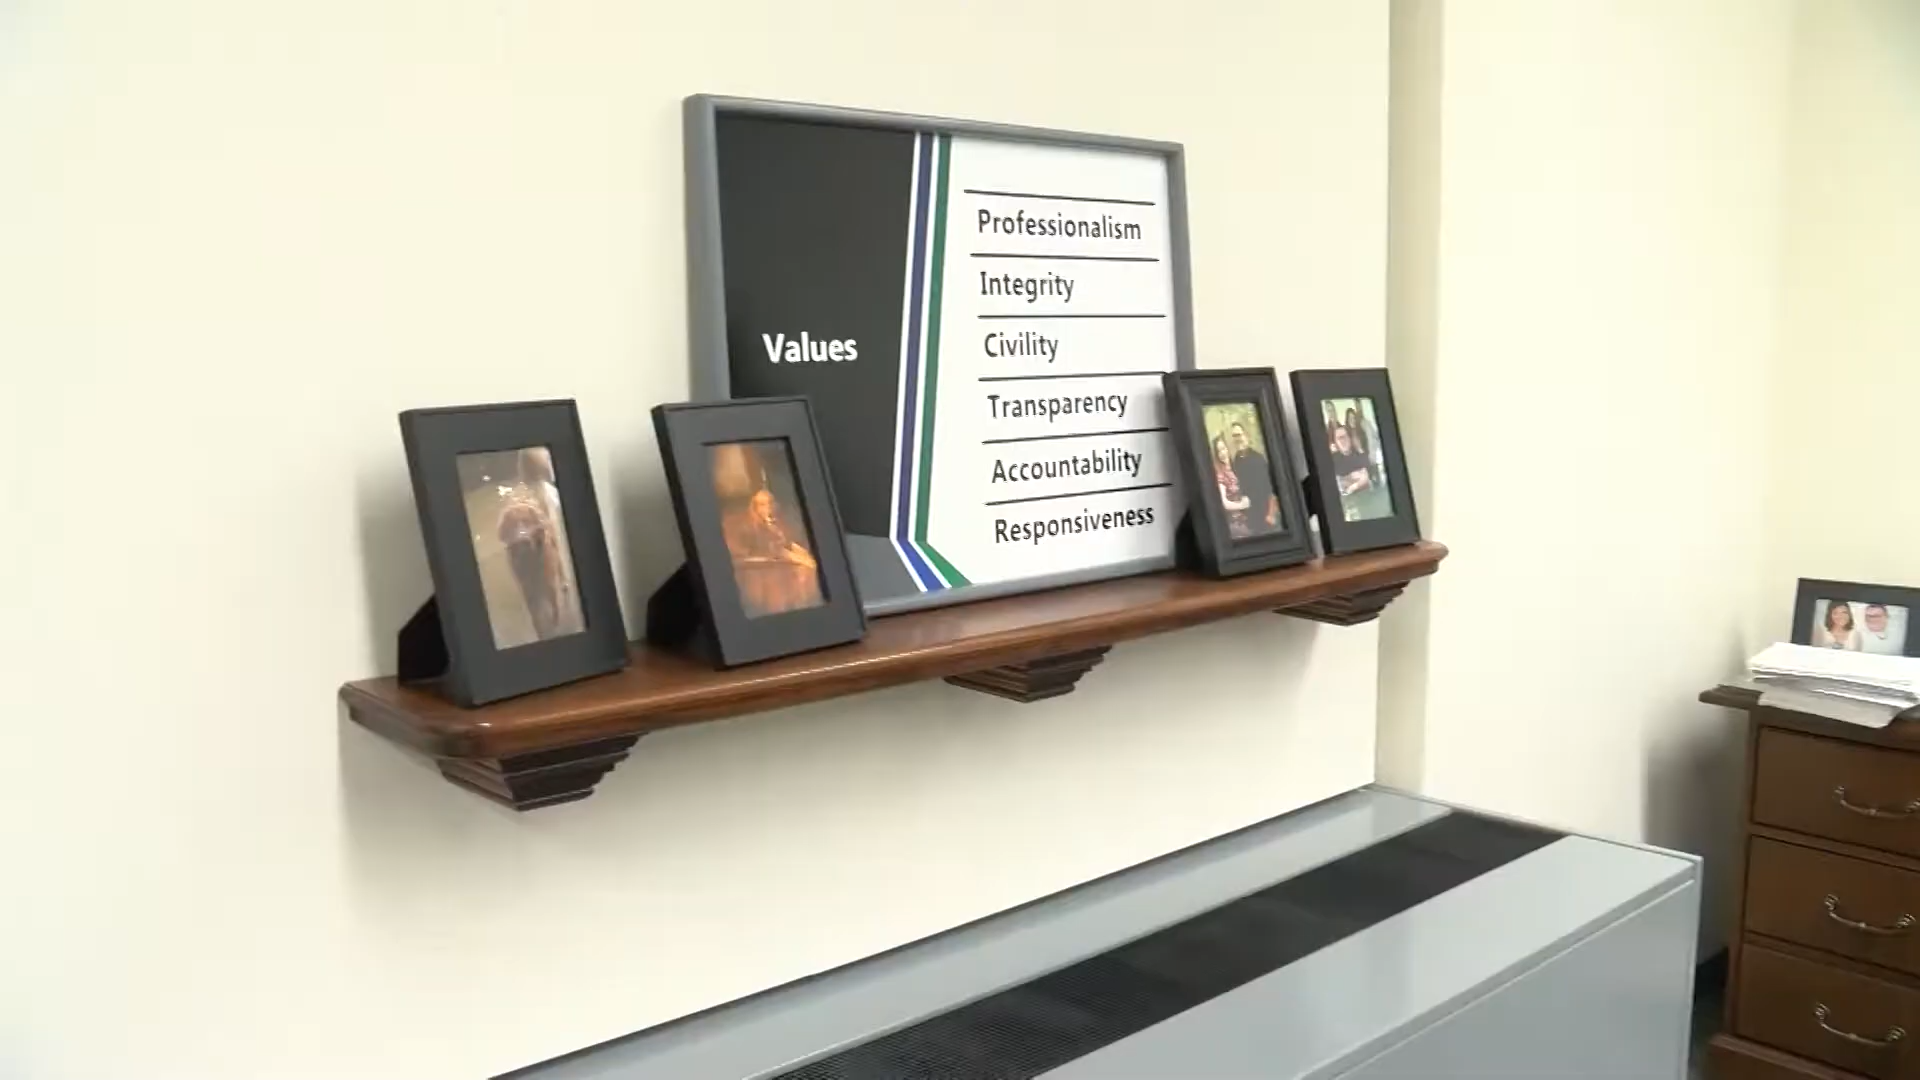 Values
Professionalism
Integrity
Civility
Transparency
Accountability
Responsiveness